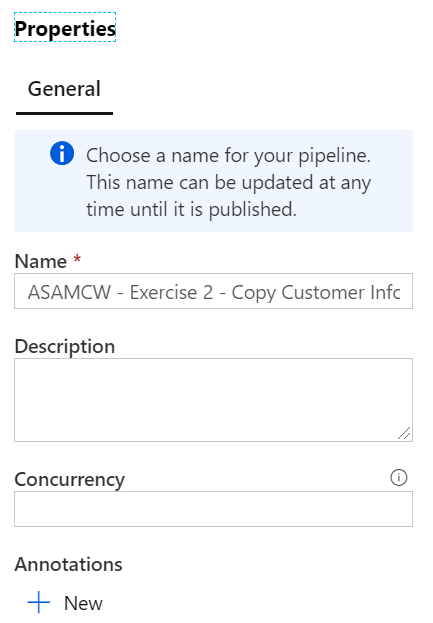 Properties
General
Choose a name for your pipeline.
This name can be updated at any
time until it is published.
Name *
ASAMCW - Exercise 2 - Copy Customer Info
Description
Concurrency
Annotations
New